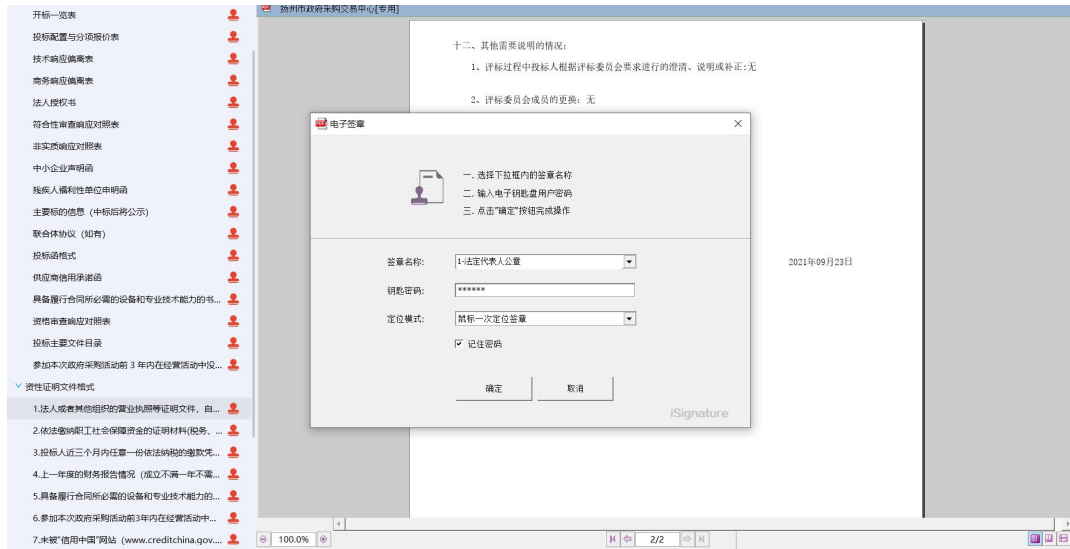 开标一览表
投标配置与分项报价表
技术响应偏离表
商务响应偏离表
法人授权书
符合性审查响应对照表
非实质响应对照表
中小企业声明函
残疾人福利性单位申明函
主要标的信息（中标后将公示）
联合体协议（如有）
投标函格式
供应商信用承诺函
具备履行合同所必需的设备和专业技术能力的书...
资格审查响应对照表
投标主要文件目录
参加本次政府采购活动前 3 年内在经营活动中没...
资性证明文件格式
1.法人或者其他组织的营业执照等证明文件，自...
2.依法缴纳职工社会保障资金的证明材料(税务、...
3.投标人近三个月内任意一份依法纳税的缴款凭...
4.上一年度的财务报告情况（成立不满一年不需...
5.具备履行合同所必需的设备和专业技术能力的...
6.参加本次政府采购活动前3年内在经营活动中...
7.未被“信用中国”网站（www.creditchina.gov....
扬州市政府采购交易中心[专用]
十二、其他需要说明的情况：
1、评标过程中投标人根据评标委员会要求进行的澄清、说明或补正:无
2、评标委员会成员的更换：无
电子签章
一. 选择下拉框内的签章名称
二. 输入电子钥匙盘用户密码
三. 点击"确定"按钮完成操作
签章名称: 1-法定代表人公章
钥匙密码: ******
定位模式: 鼠标一次定位签章
记住密码
确定 取消
iSignature
2021年09月23日
100.0% 2/2